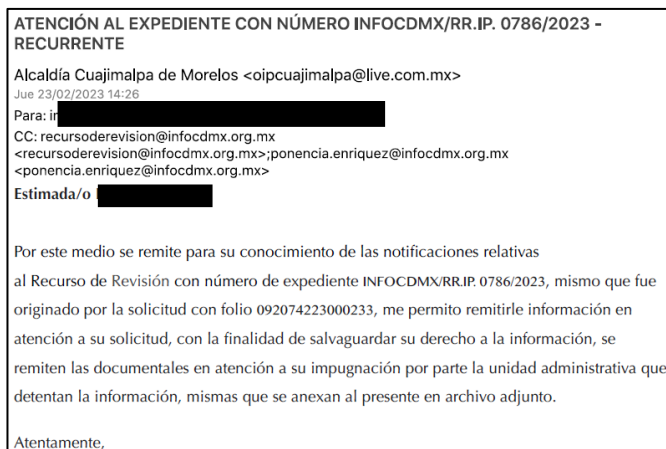 ATENCIÓN AL EXPEDIENTE CON NÚMERO INFOCDMX/RR.IP. 0786/2023 -
RECURRENTE
Alcaldía Cuajimalpa de Morelos <oipcuajimalpa@live.com.mx>
Jue 23/02/2023 14:26
Para:
CC: recursoderevision@infocdmx.org.mx
<recursoderevision@infocdmx.org.mx>;ponencia.enriquez@infocdmx.org.mx
<ponencia.enriquez@infocdmx.org.mx>
Estimada/o
Por este medio se remite para su conocimiento de las notificaciones relativas
al Recurso de Revisión con número de expediente INFOCDMX/RR.IP. 0786/2023, mismo que fue
originado por la solicitud con folio 092074223000233, me permito remitirle información en
atención a su solicitud, con la finalidad de salvaguardar su derecho a la información, se
remiten las documentales en atención a su impugnación por parte la unidad administrativa que
detentan la información, mismas que se anexan al presente en archivo adjunto.
Atentamente,